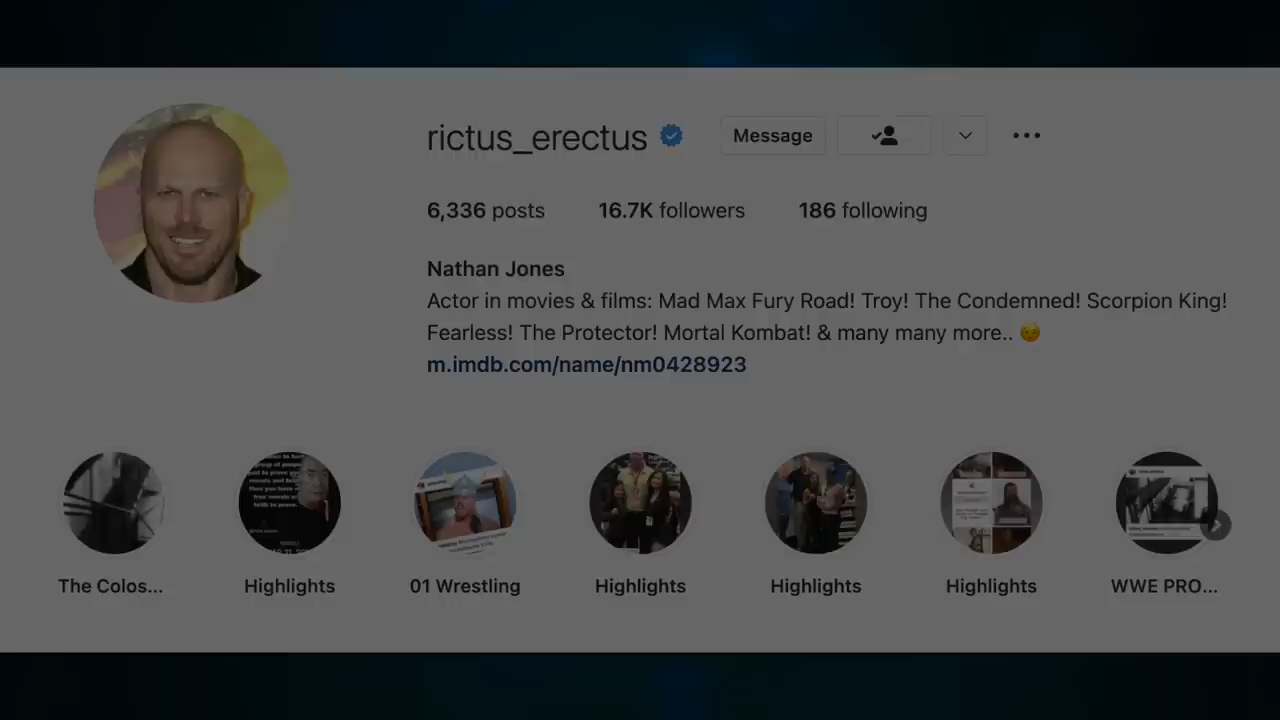 rictus_erectus
Message
6,336 posts
16.7K followers
186 following
Nathan Jones
Actor in movies & films: Mad Max Fury Road! Troy! The Condemned! Scorpion King!
Fearless! The Protector! Mortal Kombat! & many many more.. 😉
m.imdb.com/name/nm0428923
The Colos...
Highlights
01 Wrestling
Highlights
Highlights
Highlights
WWE PRO...